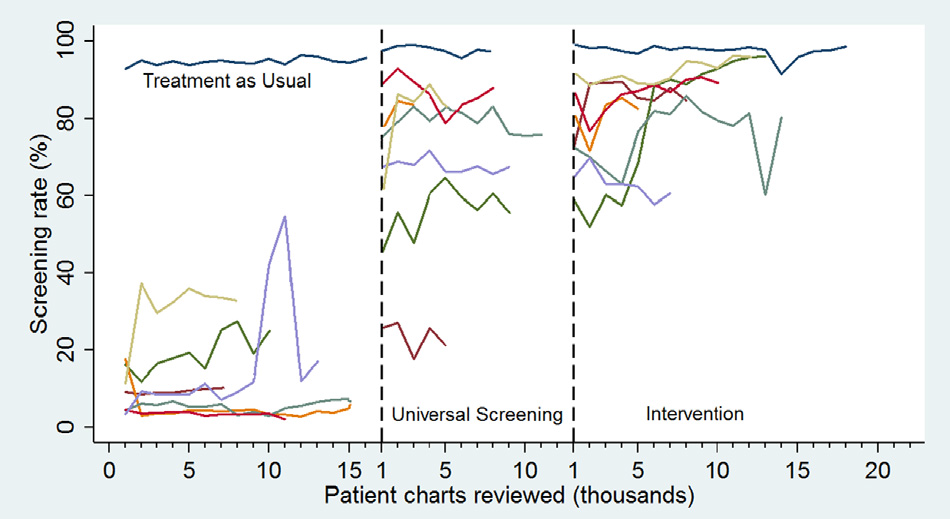 Screening rate (%)
100
80
60
40
20
0
Treatment as Usual
Universal Screening
Intervention
0 5 10 15 1 5 10 1 5 10 15 20
Patient charts reviewed (thousands)